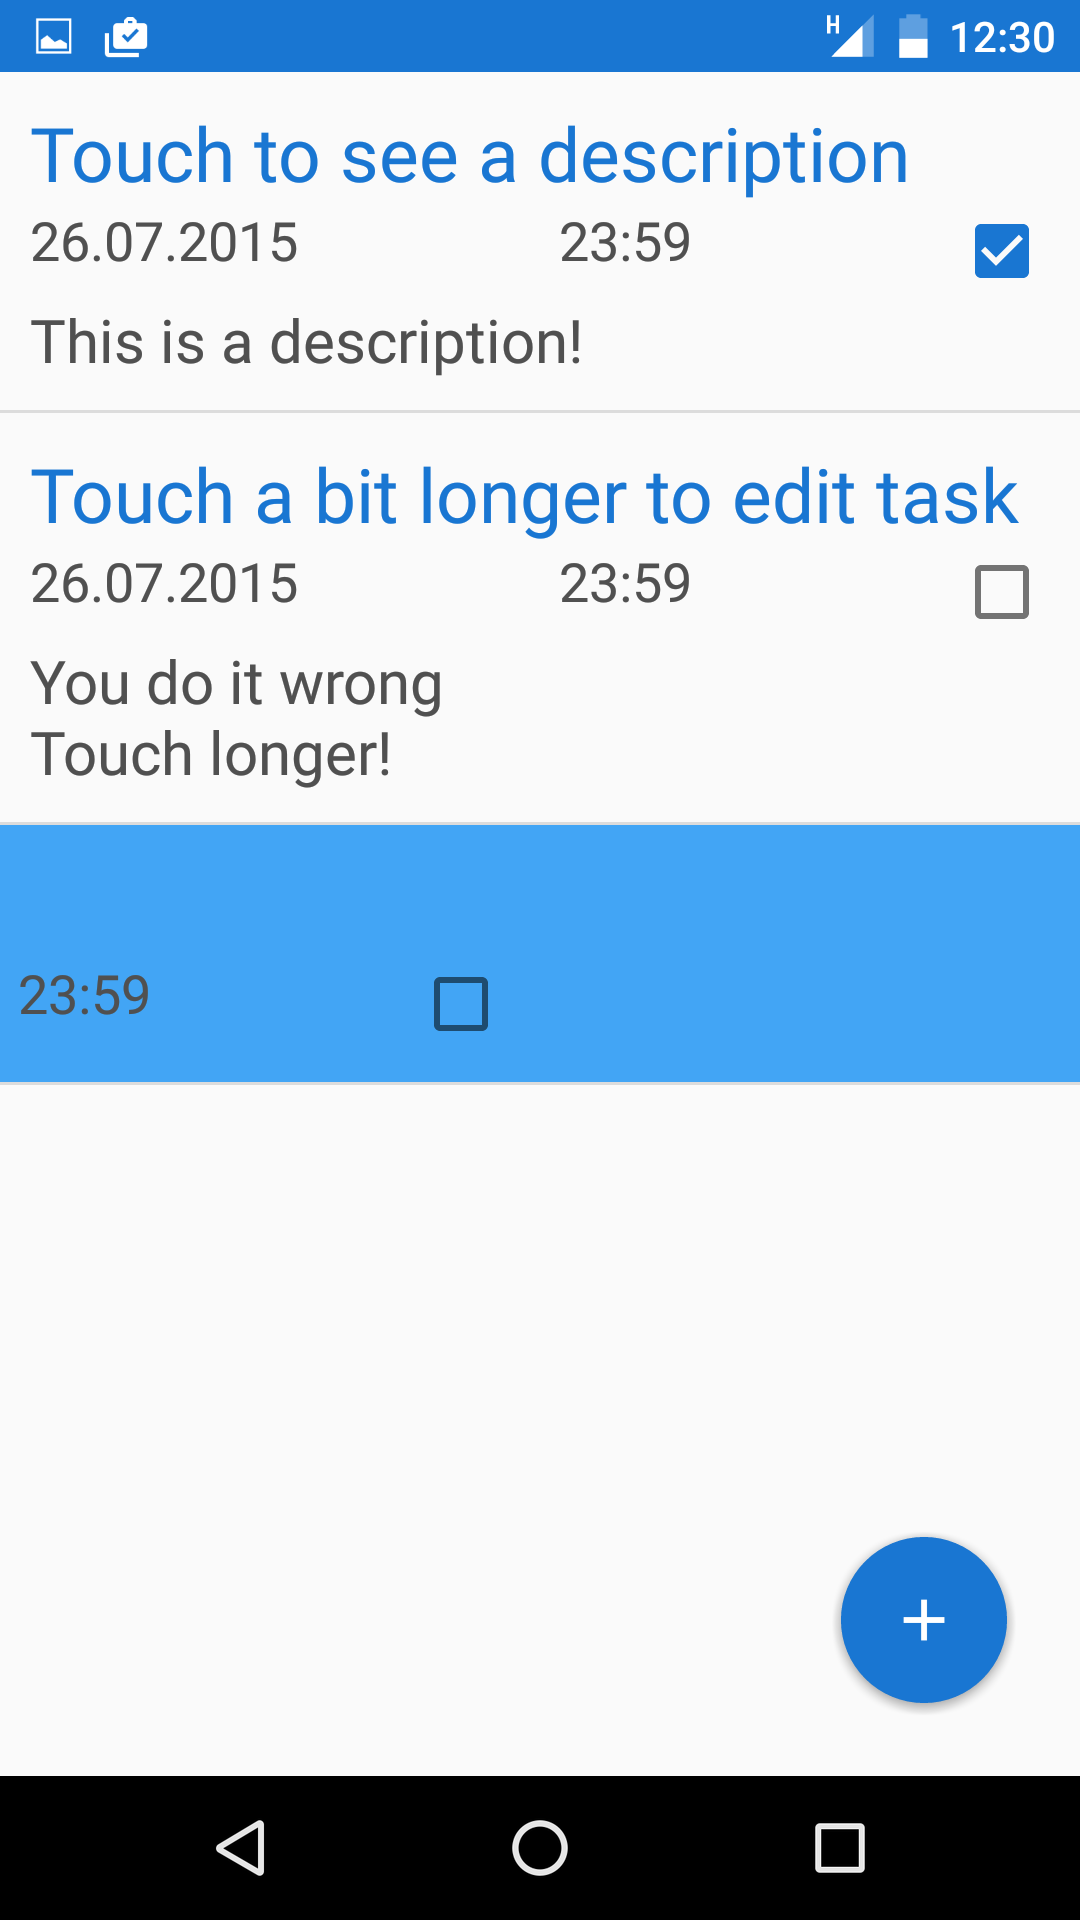 H 12:30
Touch to see a description
26.07.2015 23:59
This is a description!
Touch a bit longer to edit task
26.07.2015 23:59
You do it wrong
Touch longer!
23:59